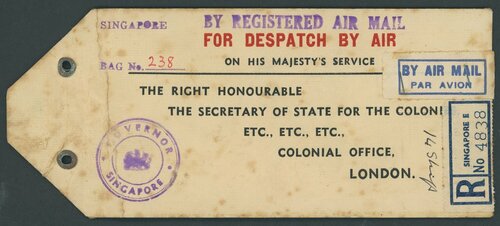 SINGAPORE
BY REGISTERED AIR MAIL
FOR DESPATCH BY AIR
BAG No. 238
ON HIS MAJESTY'S SERVICE
BY AIR MAIL
PAR AVION
THE RIGHT HONOURABLE
THE SECRETARY OF STATE FOR THE COLONI
ETC., ETC., ETC.,
COLONIAL OFFICE,
LONDON.
GOVERNOR
SINGAPORE
R
SINGAPORE E
No 4838